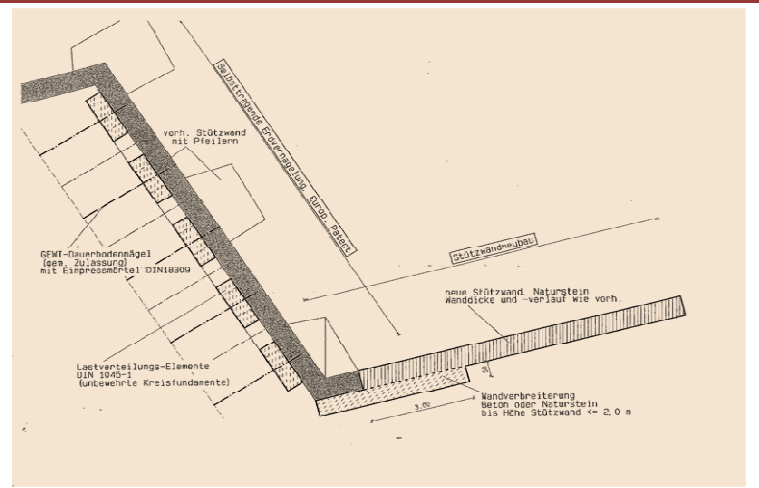 Selbsttragende Erdvernagelung, europ. Patent
vorh. Stützwand
mit Pfeilern
Stützwandneubau
GEWI-Dauerbodennägel
(gem. Zulassung)
mit Einpressmörtel DIN18309
neue Stützwand, Naturstein
Wanddicke und -verlauf wie vorh.
Lastverteilungs-Elemente
DIN 1045-1
(unbewehrte Kreisfundamente)
3,00
Wandverbreiterung
Beton oder Naturstein
bis Höhe Stützwand <= 2,0 m